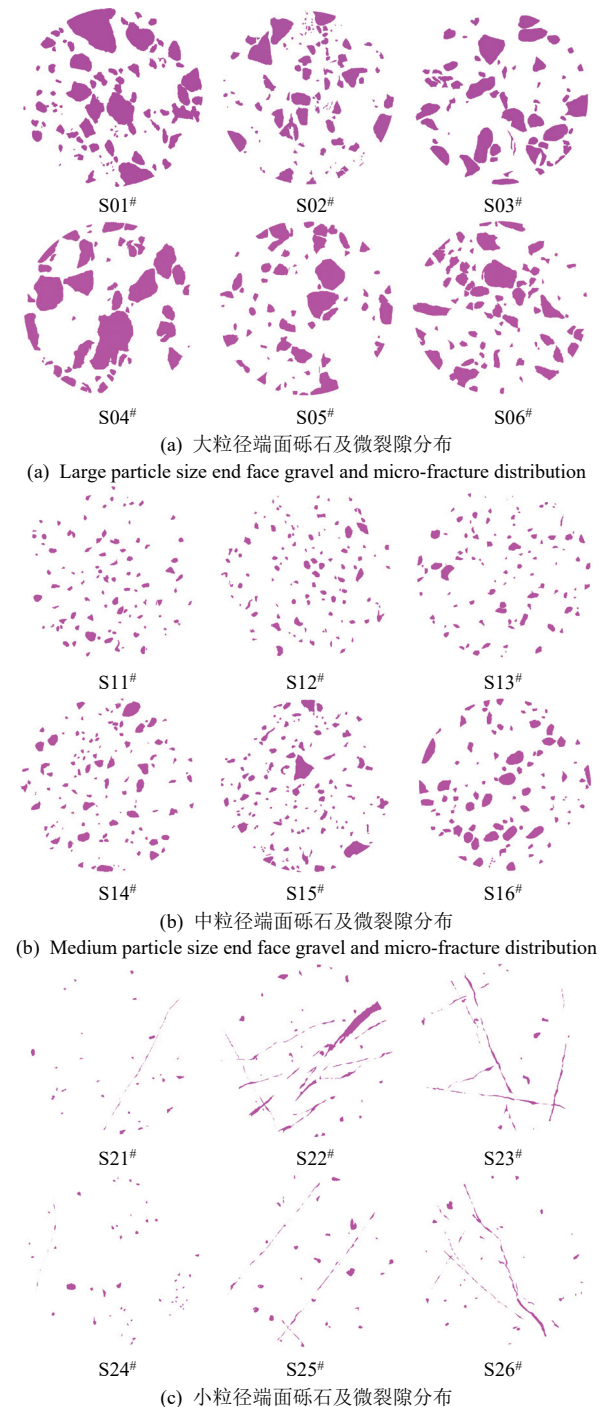 S01# S02# S03#
S04# S05# S06#
(a) 大粒径端面砾石及微裂隙分布
(a) Large particle size end face gravel and micro-fracture distribution
S11# S12# S13#
S14# S15# S16#
(b) 中粒径端面砾石及微裂隙分布
(b) Medium particle size end face gravel and micro-fracture distribution
S21# S22# S23#
S24# S25# S26#
(c) 小粒径端面砾石及微裂隙分布